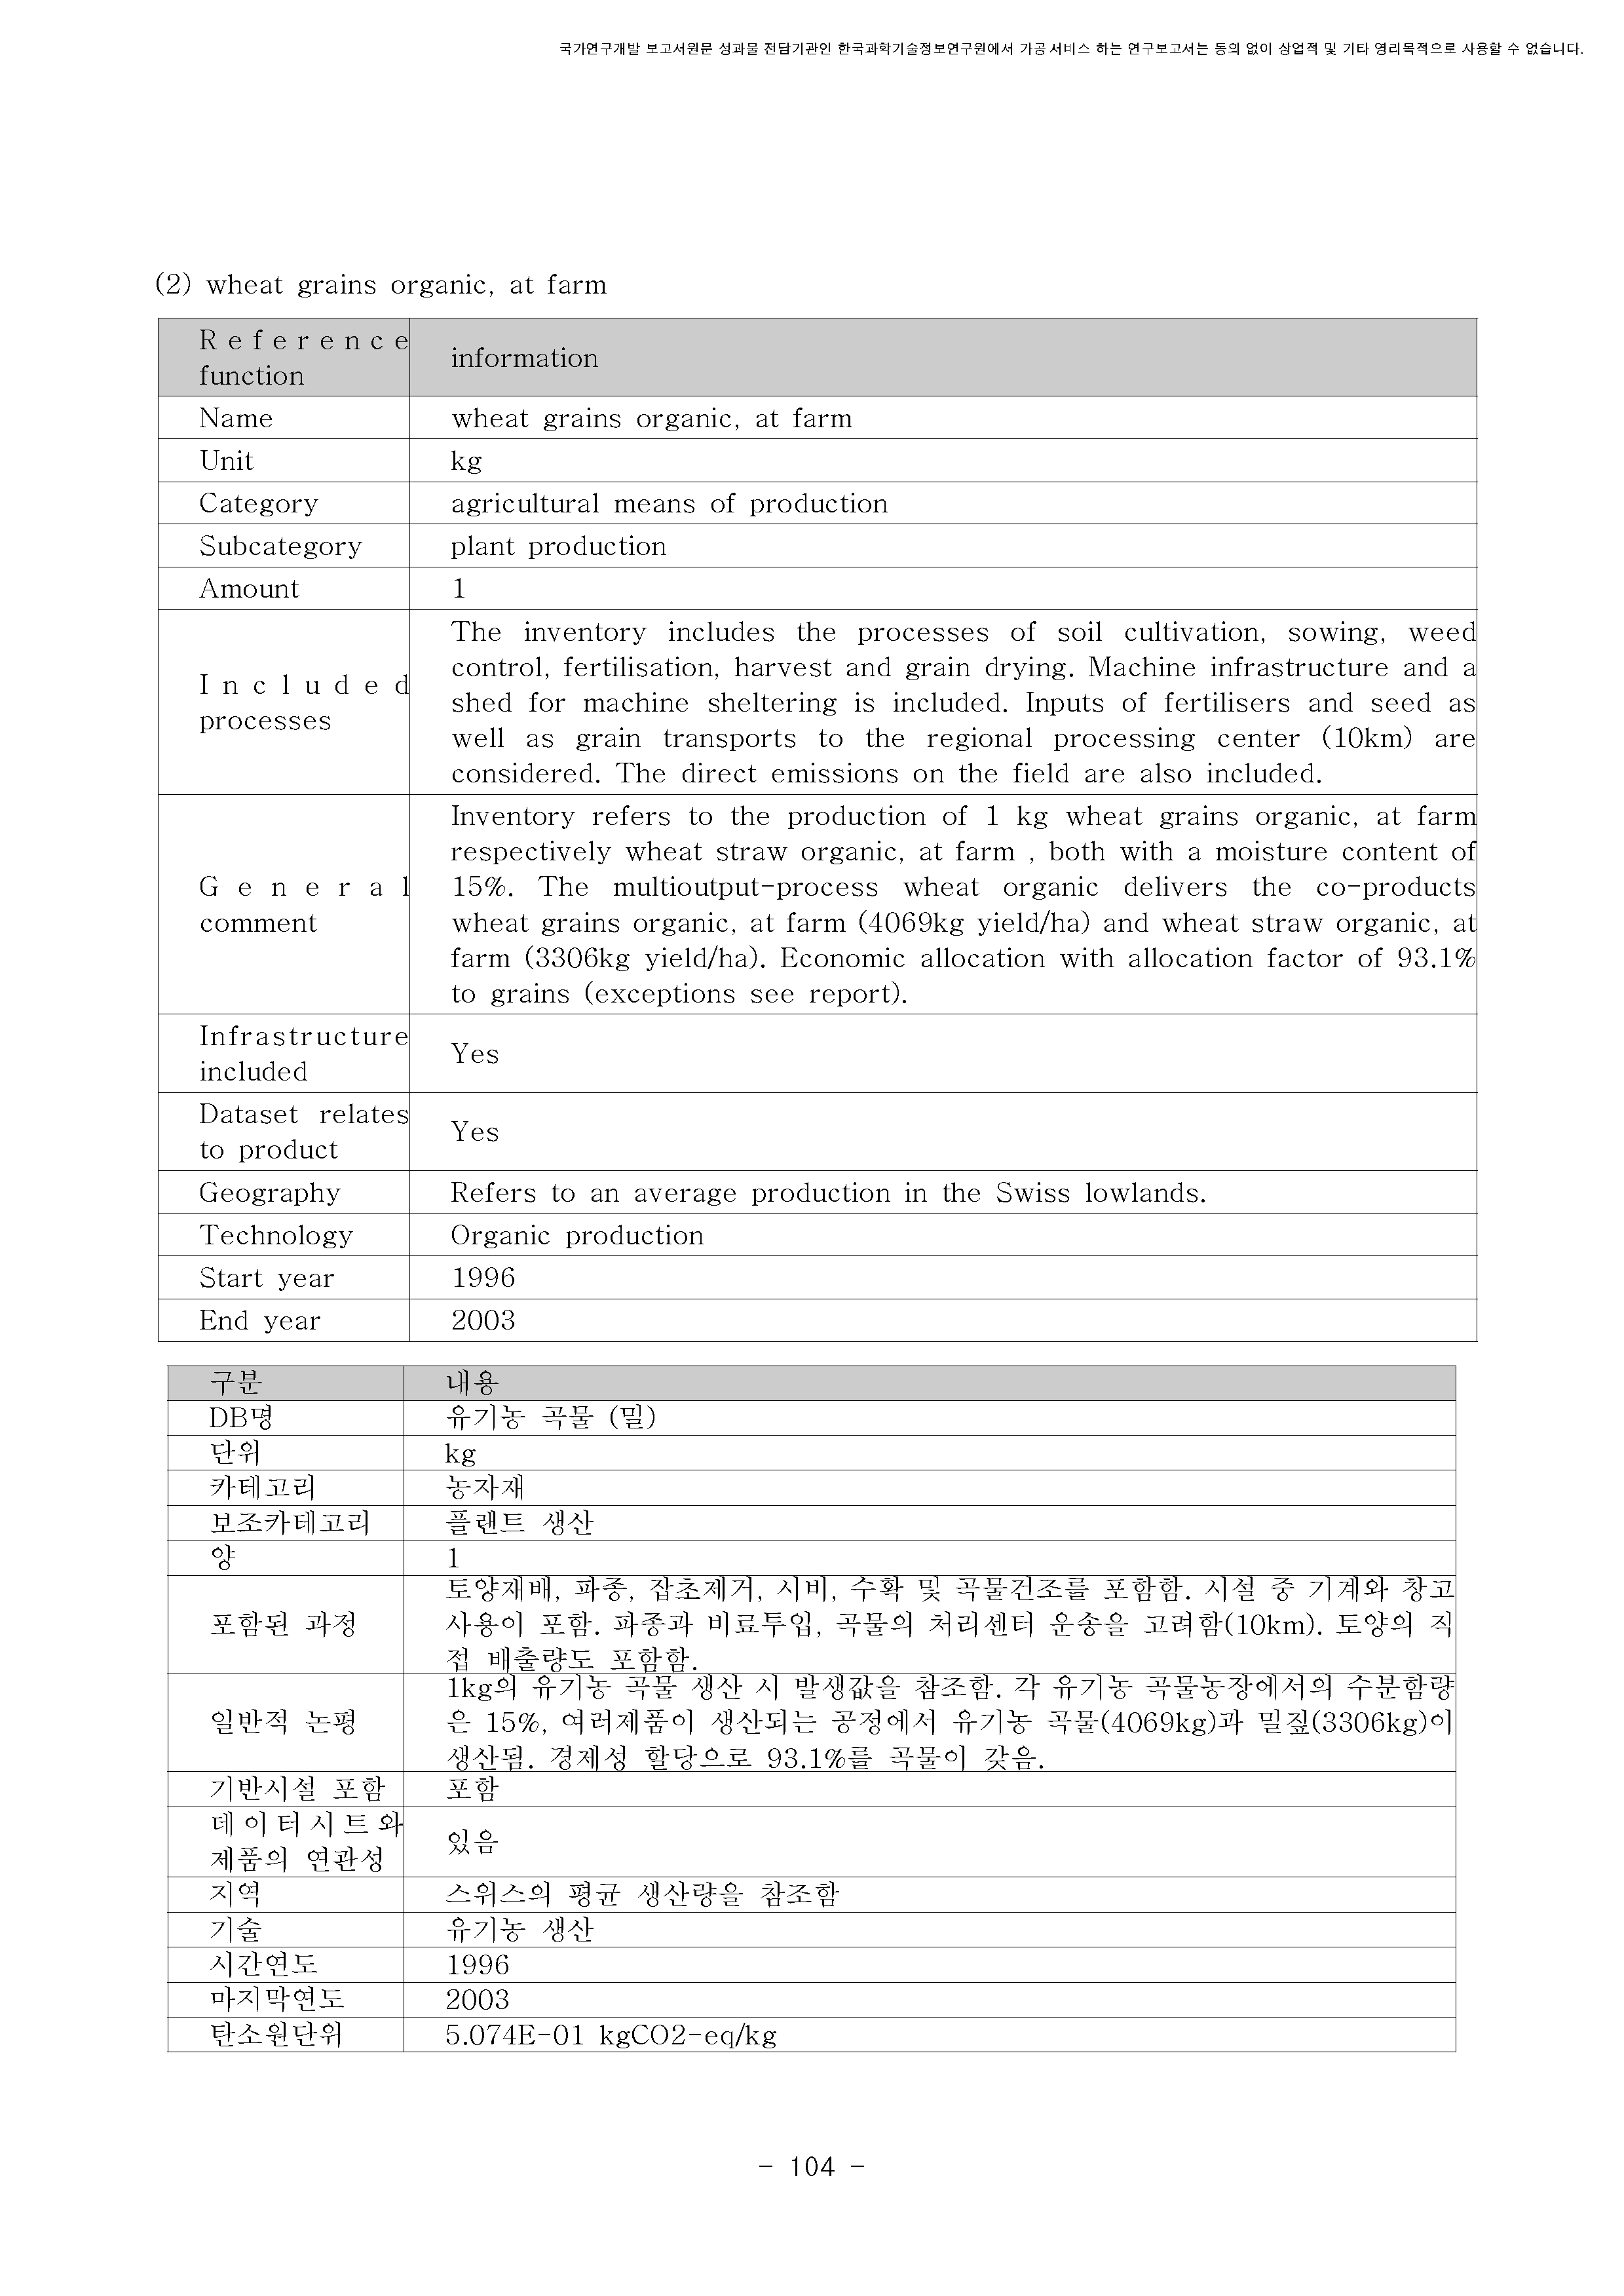 국가연구개발 보고서원문 성과물 전담기관인 한국과학기술정보연구원에서 가공·서비스 하는 연구보고서는 동의 없이 상업적 및 기타 영리목적으로 사용할 수 없습니다.
(2) wheat grains organic, at farm
Reference
function
information
Name
wheat grains organic, at farm
Unit
kg
Category
agricultural means of production
Subcategory
plant production
Amount
1
Included
processes
The inventory includes the processes of soil cultivation, sowing, weed
control, fertilisation, harvest and grain drying. Machine infrastructure and a
shed for machine sheltering is included. Inputs of fertilisers and seed as
well as grain transports to the regional processing center (10km) are
considered. The direct emissions on the field are also included.
General
comment
Inventory refers to the production of 1 kg wheat grains organic, at farm
respectively wheat straw organic, at farm , both with a moisture content of
15%. The multioutput-process wheat organic delivers the co-products
wheat grains organic, at farm (4069kg yield/ha) and wheat straw organic, at
farm (3306kg yield/ha). Economic allocation with allocation factor of 93.1%
to grains (exceptions see report).
Infrastructure
included
Yes
Dataset relates
to product
Yes
Geography
Refers to an average production in the Swiss lowlands.
Technology
Organic production
Start year
1996
End year
2003
구분
내용
DB명
유기농 곡물 (밀)
단위
kg
카테고리
농자재
보조카테고리
플랜트 생산
양
1
포함된 과정
토양재배, 파종, 잡초제거, 시비, 수확 및 곡물건조를 포함함. 시설 중 기계와 창고
사용이 포함. 파종과 비료투입, 곡물의 처리센터 운송을 고려함(10km). 토양의 직
접 배출량도 포함함.
일반적 논평
1kg의 유기농 곡물 생산 시 발생값을 참조함. 각 유기농 곡물농장에서의 수분함량
은 15%, 여러제품이 생산되는 공정에서 유기농 곡물(4069kg)과 밀짚(3306kg)이
생산됨. 경제성 할당으로 93.1%를 곡물이 갖음.
기반시설 포함
포함
데이터시트와
제품의 연관성
있음
지역
스위스의 평균 생산량을 참조함
기술
유기농 생산
시간연도
1996
마지막연도
2003
탄소원단위
5.074E-01 kgCO2-eq/kg
- 104 -